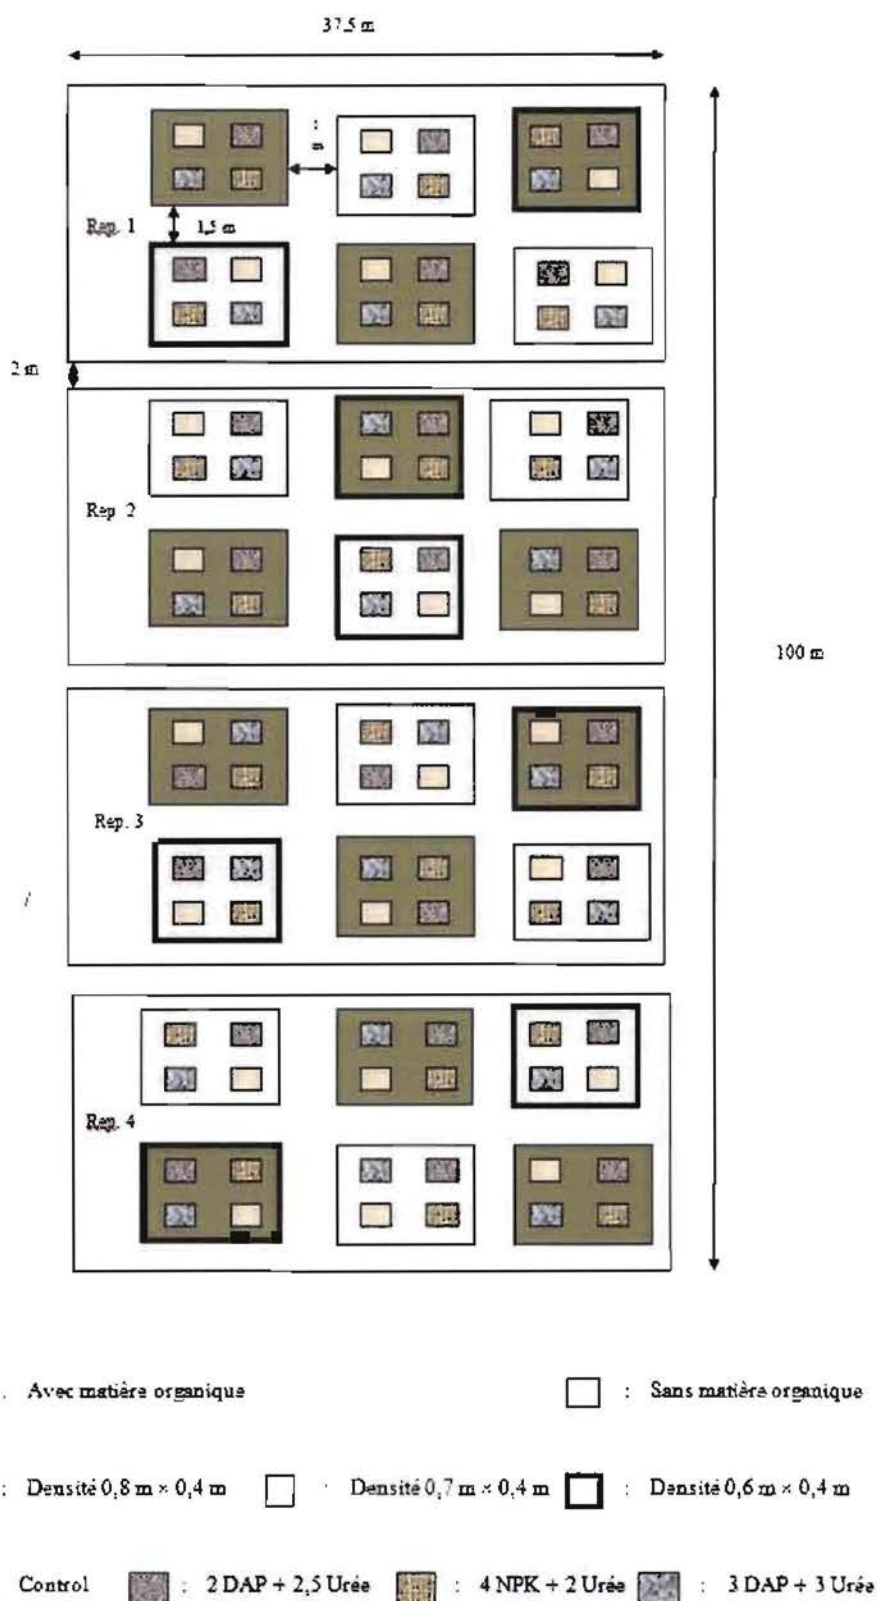 37.5 m
: m
Rep. 1
1,5 m
2 m
Rep. 2
100 m
Rep. 3
Rep. 4
: Avec matière organique : Sans matière organique
: Densité 0,8 m × 0,4 m : Densité 0,7 m × 0,4 m : Densité 0,6 m × 0,4 m
Control : 2 DAP + 2,5 Urée : 4 NPK + 2 Urée : 3 DAP + 3 Urée